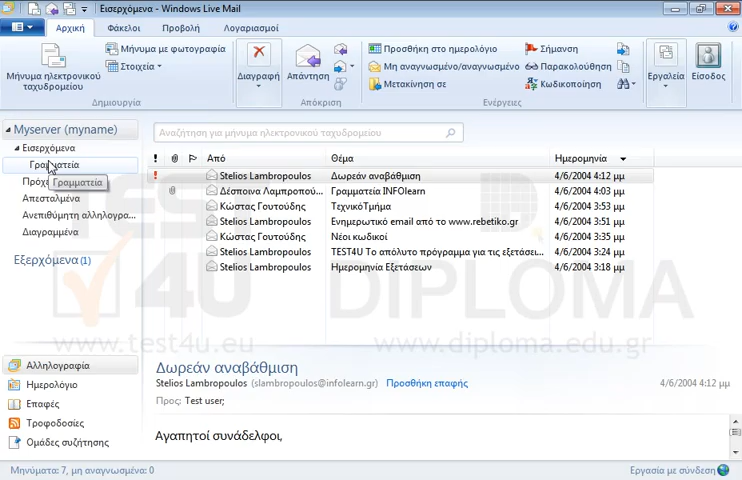 Εισερχόμενα - Windows Live Mail
Αρχική Φάκελοι Προβολή Λογαριασμοί
Μήνυμα ηλεκτρονικού ταχυδρομείου
Μήνυμα με φωτογραφία
Στοιχεία
Δημιουργία
Διαγραφή
Απάντηση
Απόκριση
Προσθήκη στο ημερολόγιο
Μη αναγνωσμένο/αναγνωσμένο
Μετακίνηση σε
Σήμανση
Παρακολούθηση
Κωδικοποίηση
Ενέργειες
Εργαλεία
Είσοδος
Myserver (myname)
Εισερχόμενα
Γραμματεία
Πρόχ
Γραμματεία
Απεσταλμένα
Ανεπιθύμητη αλληλογρα...
Διαγραμμένα
Εξερχόμενα (1)
Αλληλογραφία
Ημερολόγιο
Επαφές
Τροφοδοσίες
Ομάδες συζήτησης
Αναζήτηση για μήνυμα ηλεκτρονικού ταχυδρομείου
! Από Θέμα Ημερομηνία
! Stelios Lambropoulos Δωρεάν αναβάθμιση 4/6/2004 4:12 μμ
Δέσποινα Λαμπροπού... Γραμματεία INFOlearn 4/6/2004 4:03 μμ
Κώστας Γουτούδης ΤεχνικόΤμήμα 4/6/2004 3:53 μμ
Stelios Lambropoulos Ενημερωτικό email από το www.rebetiko.gr 4/6/2004 3:51 μμ
Κώστας Γουτούδης Νέοι κωδικοί 4/6/2004 3:35 μμ
Stelios Lambropoulos TEST4U Το απόλυτο πρόγραμμα για τις εξετάσε... 4/6/2004 3:24 μμ
Stelios Lambropoulos Ημερομηνία Εξετάσεων 4/6/2004 3:18 μμ
TEST
4U DIPLOMA
www.test4u.eu www.diploma.edu.gr
Δωρεάν αναβάθμιση
Stelios Lambropoulos (slambropoulos@infolearn.gr) Προσθήκη επαφής 4/6/2004 4:12 μμ
Προς: Test user;
Αγαπητοί συνάδελφοι,
Μηνύματα: 7, μη αναγνωσμένα: 0
Εργασία με σύνδεση